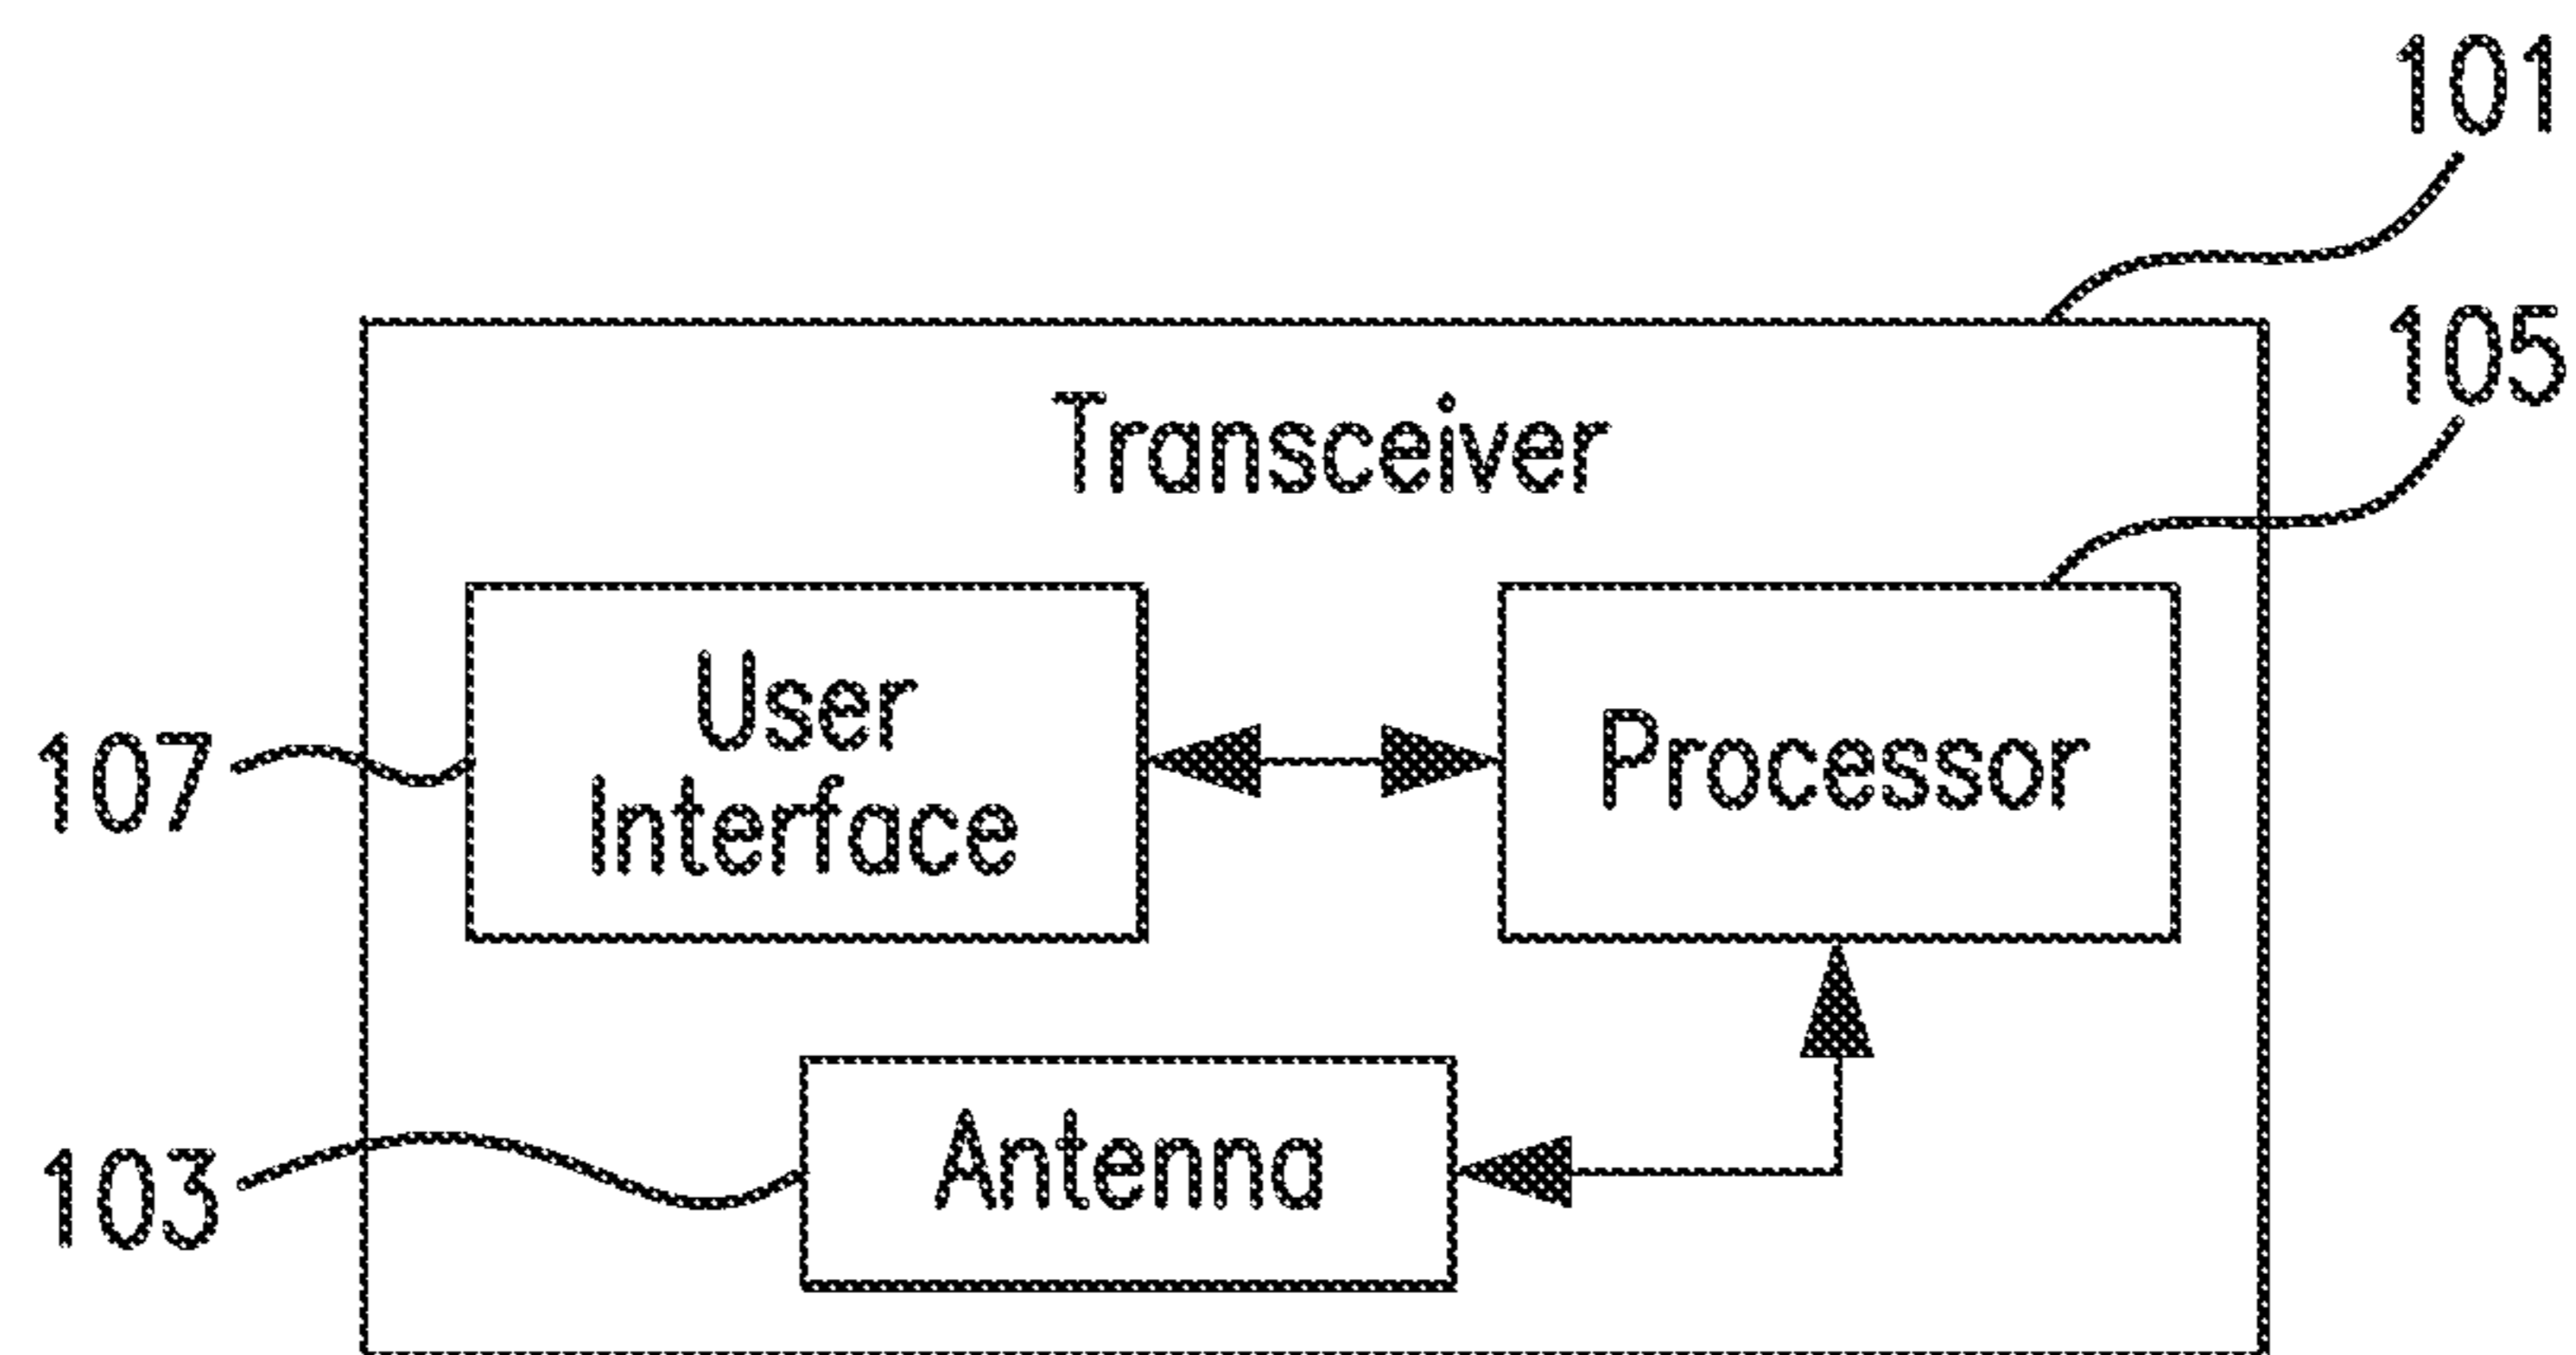 101
105
Transceiver
User
Interface
Processor
107
Antenna
103